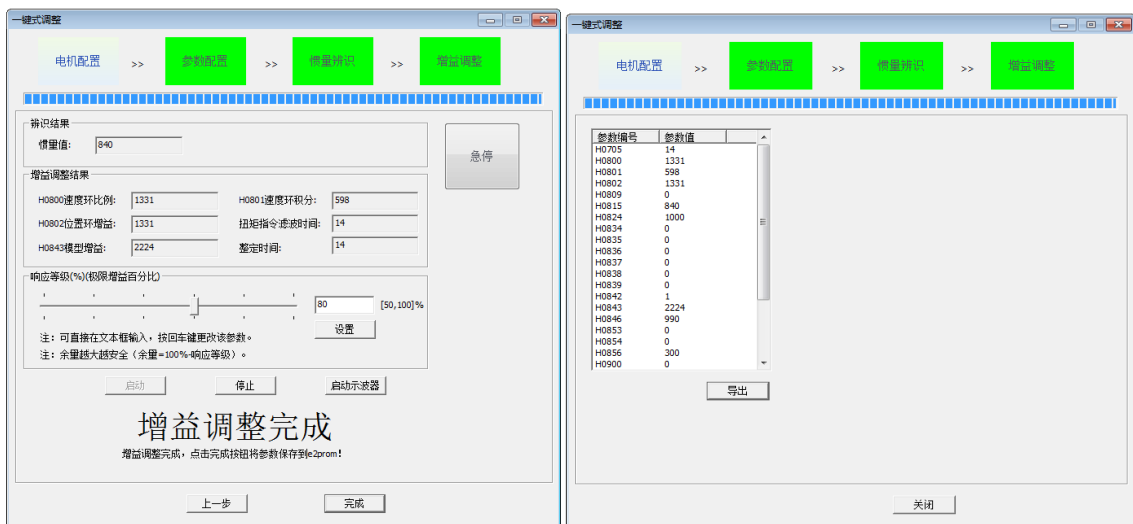 一键式调整
电机配置 >> 参数配置 >> 惯量辨识 >> 增益调整
辨识结果
惯量值: 840
急停
增益调整结果
H0800速度环比例: 1331 H0801速度环积分: 598
H0802位置环增益: 1331 扭矩指令滤波时间: 14
H0843模型增益: 2224 整定时间: 14
响应等级(%)(极限增益百分比)
80 [50,100]%
设置
注：可直接在文本框输入，按回车键更改该参数。
注：余量越大越安全（余量=100%-响应等级）。
启动 停止 启动示波器
增益调整完成
增益调整完成，点击完成按钮将参数保存到e2prom!
上一步 完成
一键式调整
电机配置 >> 参数配置 >> 惯量辨识 >> 增益调整
参数编号 参数值
H0705 14
H0800 1331
H0801 598
H0802 1331
H0809 0
H0815 840
H0824 1000
H0834 0
H0835 0
H0836 0
H0837 0
H0838 0
H0839 0
H0842 1
H0843 2224
H0846 990
H0853 0
H0854 0
H0856 300
H0900 0
导出
关闭